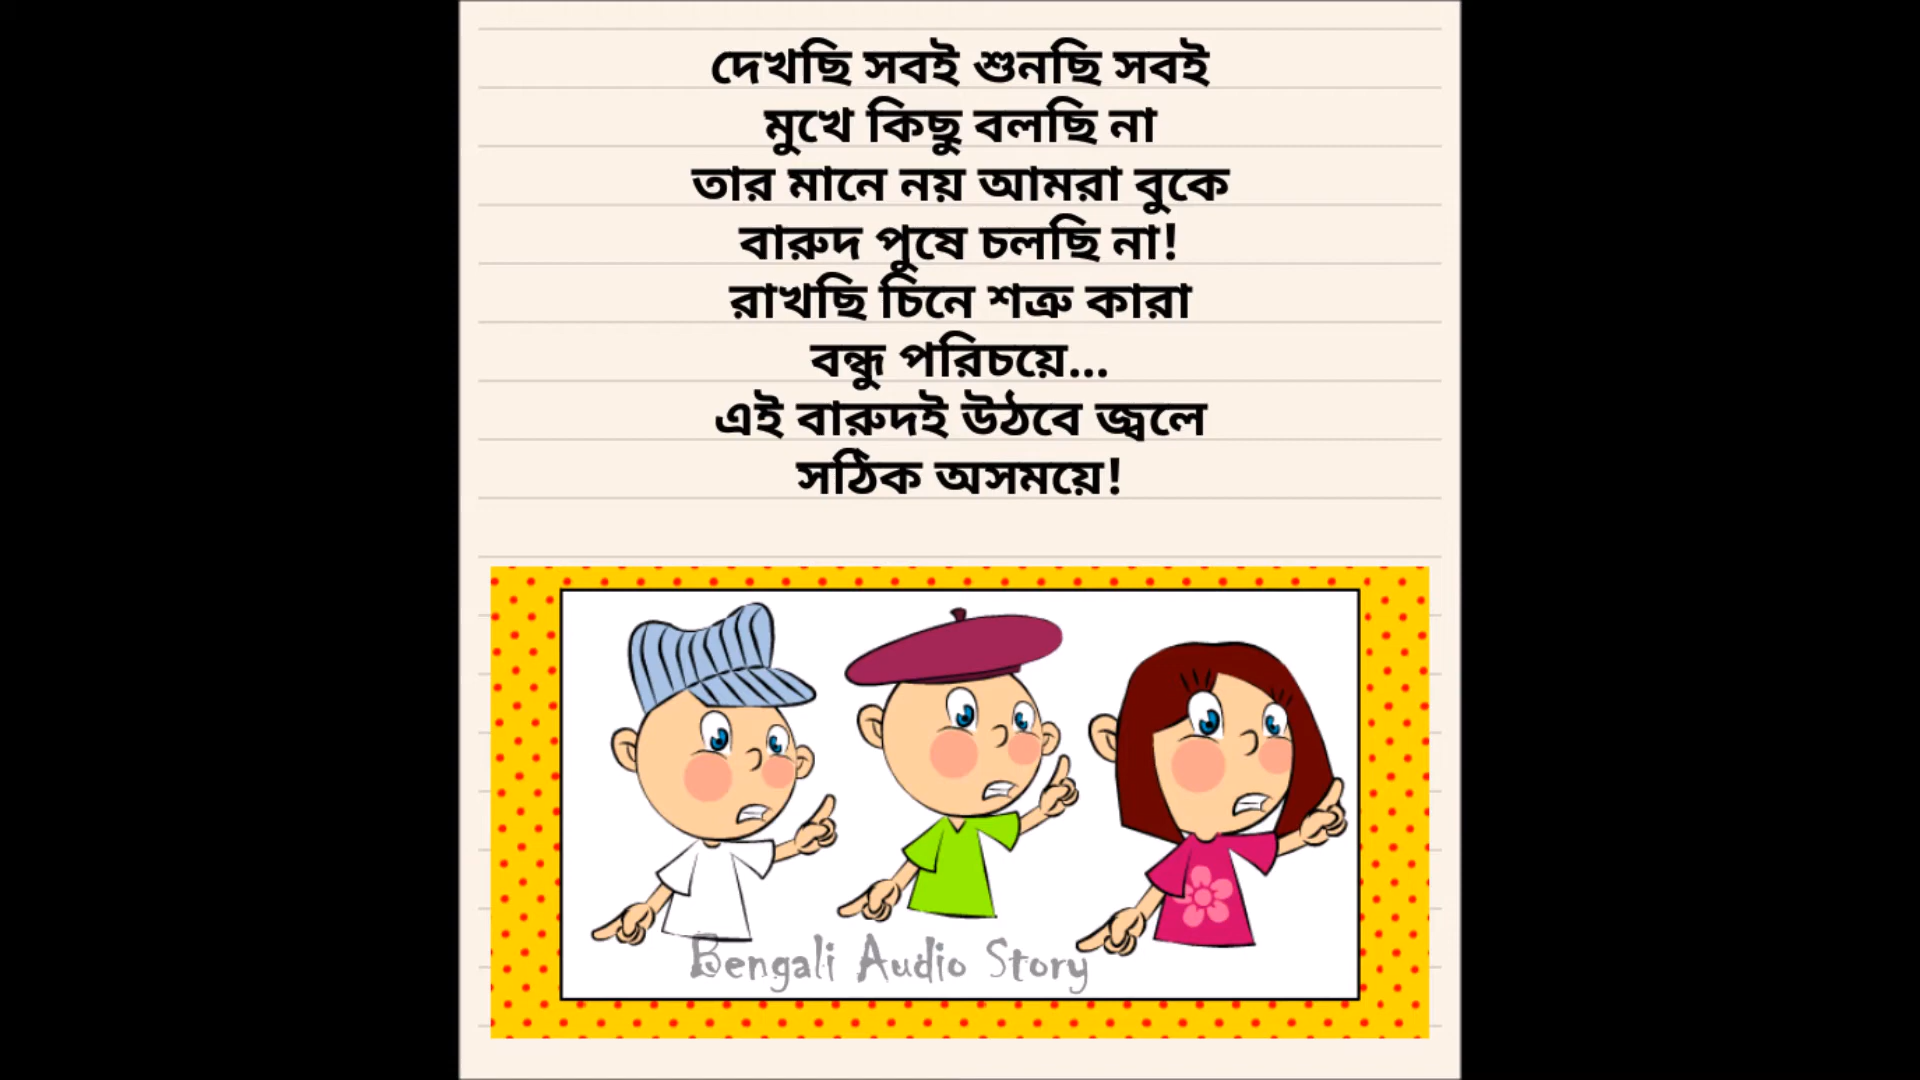 দেখছি সবই শুনছি সবই
মুখে কিছু বলছি না
তার মানে নয় আমরা বুকে
বারুদ পুষে চলছি না!
রাখছি চিনে শত্রু কারা
বন্ধু পরিচয়ে...
এই বারুদই উঠবে জ্বলে
সঠিক অসময়ে!
Bengali Audio Story